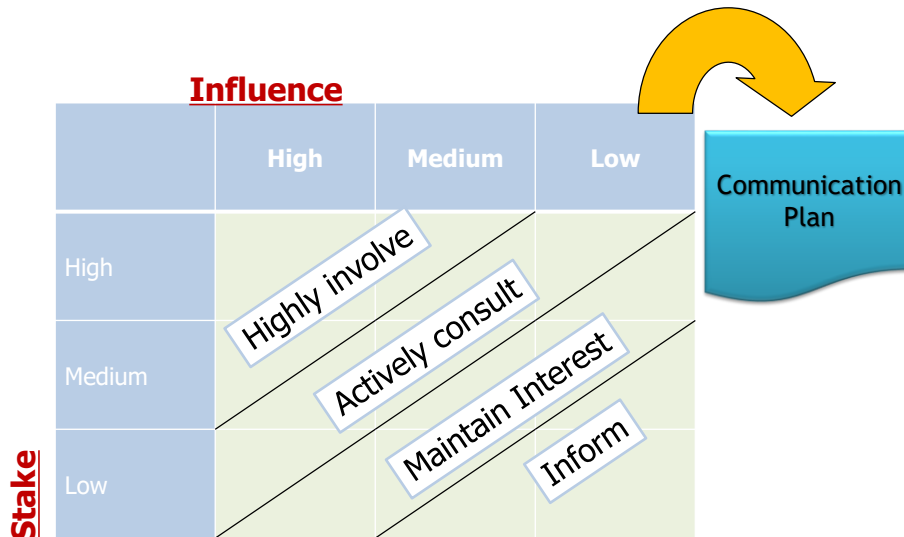 Influence
High Medium Low
Communication
Plan
High
Highly involve
Actively consult
Medium
Maintain Interest
Inform
Low
Stake